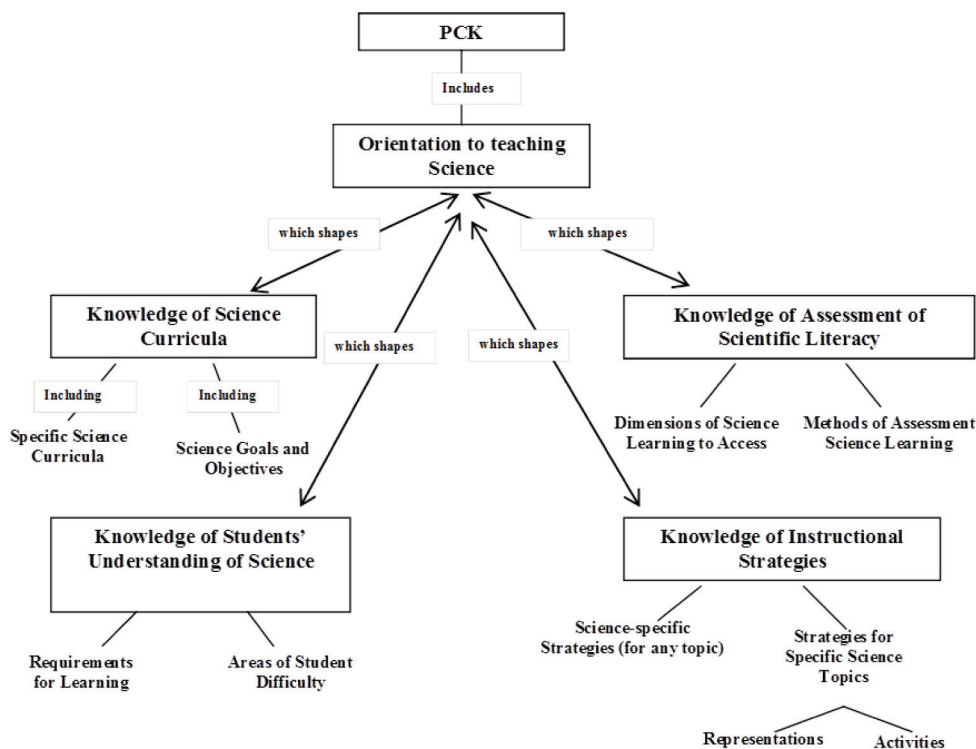 PCK
Includes
Orientation to teaching
Science
which shapes
which shapes
Knowledge of Science
Curricula
Knowledge of Assessment of
Scientific Literacy
which shapes
which shapes
Including
Including
Specific Science
Curricula
Science Goals and
Objectives
Dimensions of Science
Learning to Access
Methods of Assessment
Science Learning
Knowledge of Students’
Understanding of Science
Knowledge of Instructional
Strategies
Requirements
for Learning
Areas of Student
Difficulty
Science-specific
Strategies (for any topic)
Strategies for
Specific Science
Topics
Representations
Activities